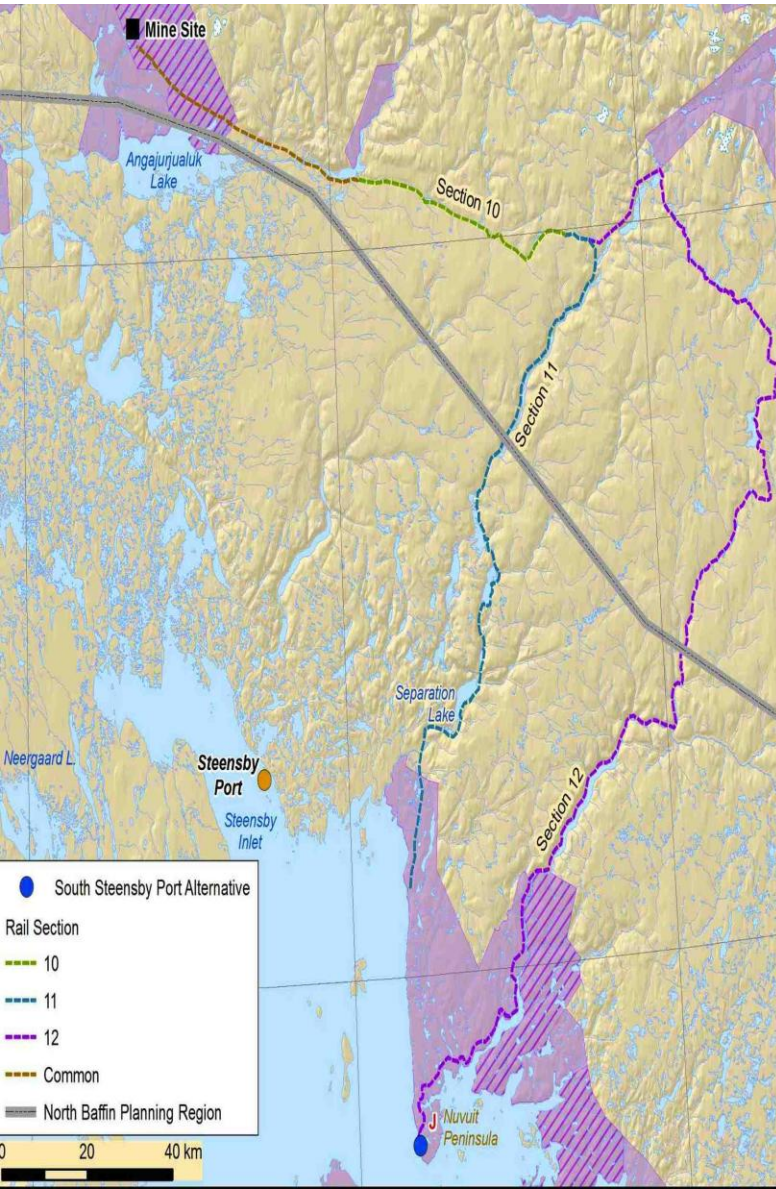 Mine Site
Angajurjualuk
Lake
Section 10
Section 11
Separation
Lake
Neergaard L.
Steensby
Port
Steensby
Inlet
Section 12
South Steensby Port Alternative
Rail Section
10
11
12
Common
North Baffin Planning Region
J
Nuvuit
Peninsula
0 20 40 km